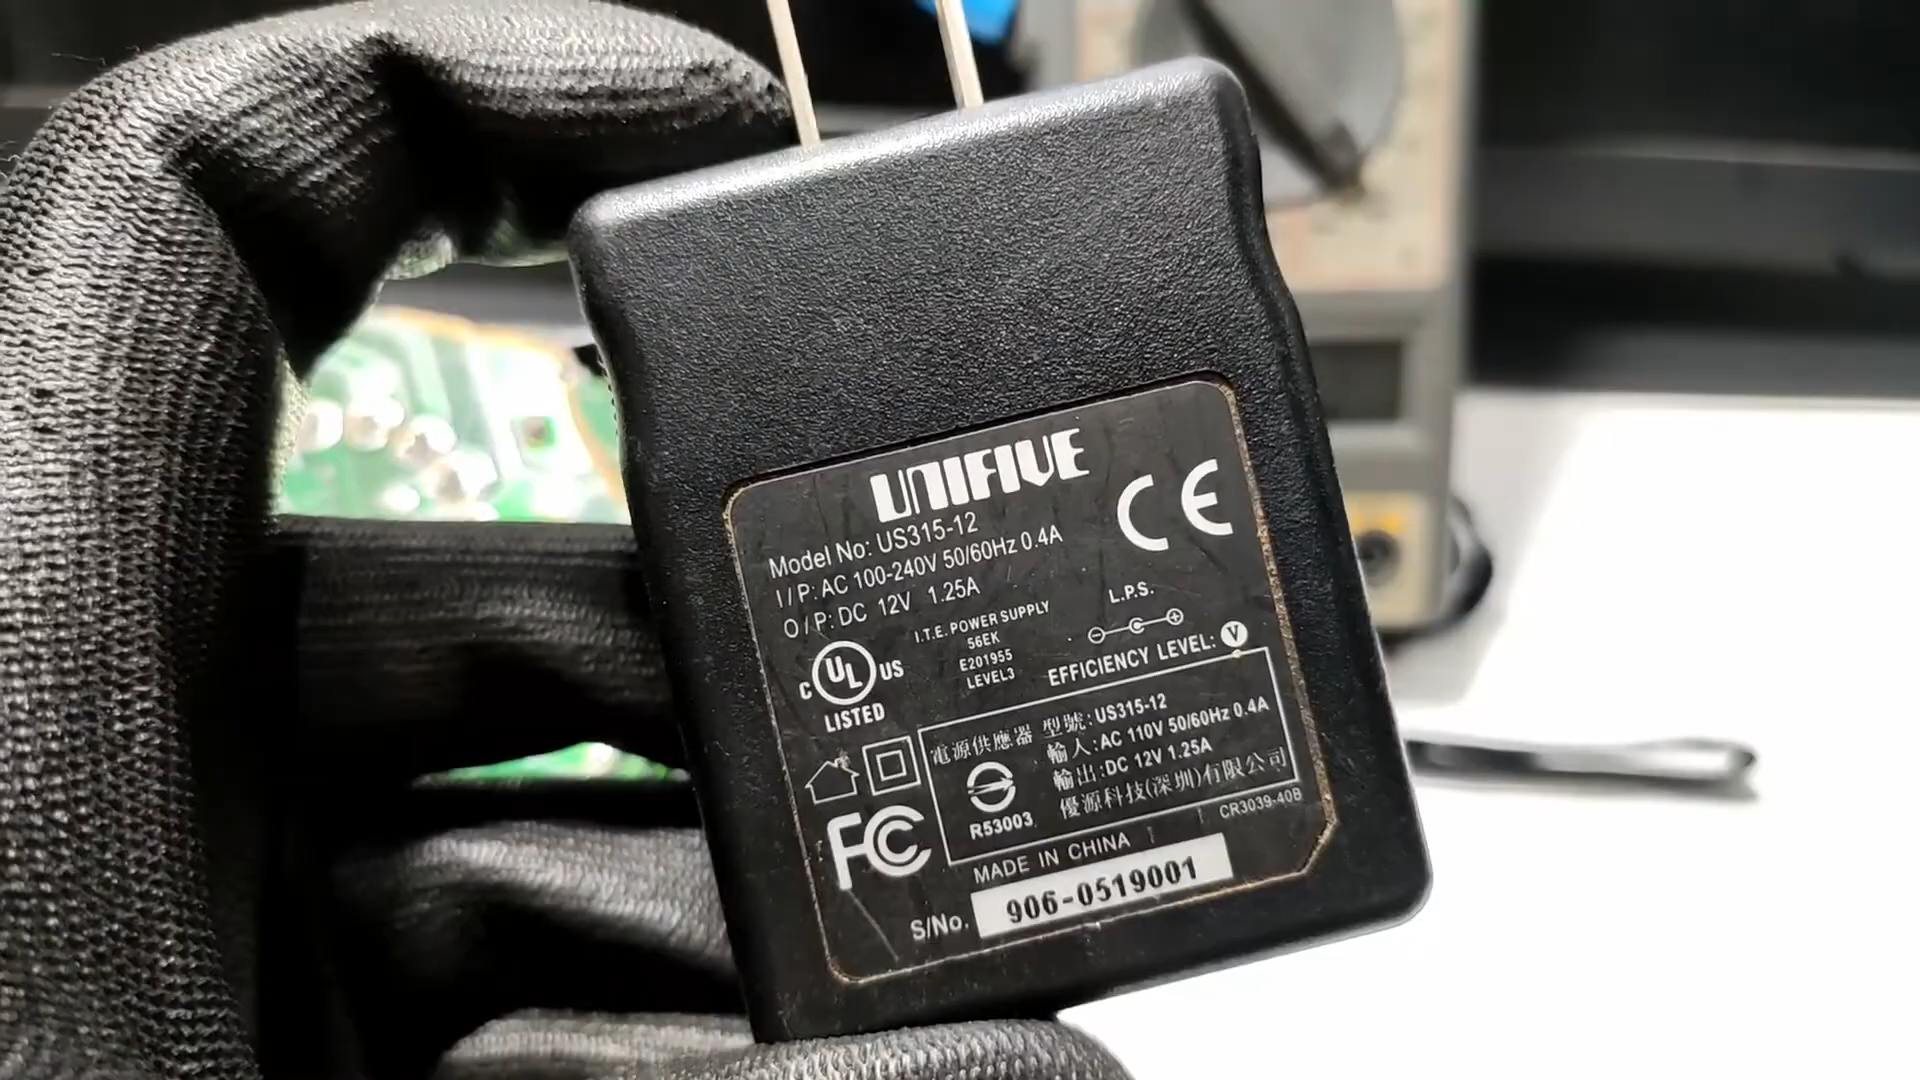 UNIFIVE
Model No: US315-12
I/P: AC 100-240V 50/60Hz 0.4A
O/P: DC 12V 1.25A
CE
I.T.E. POWER SUPPLY
56EK
E201955
LEVEL3
L.P.S.
EFFICIENCY LEVEL: V
C UL US
LISTED
電源供應器 型號:US315-12
輸入:AC 110V 50/60Hz 0.4A
輸出:DC 12V 1.25A
優源科技(深圳)有限公司
R53003
FC
CR3039-40B
MADE IN CHINA
S/No. 906-0519001